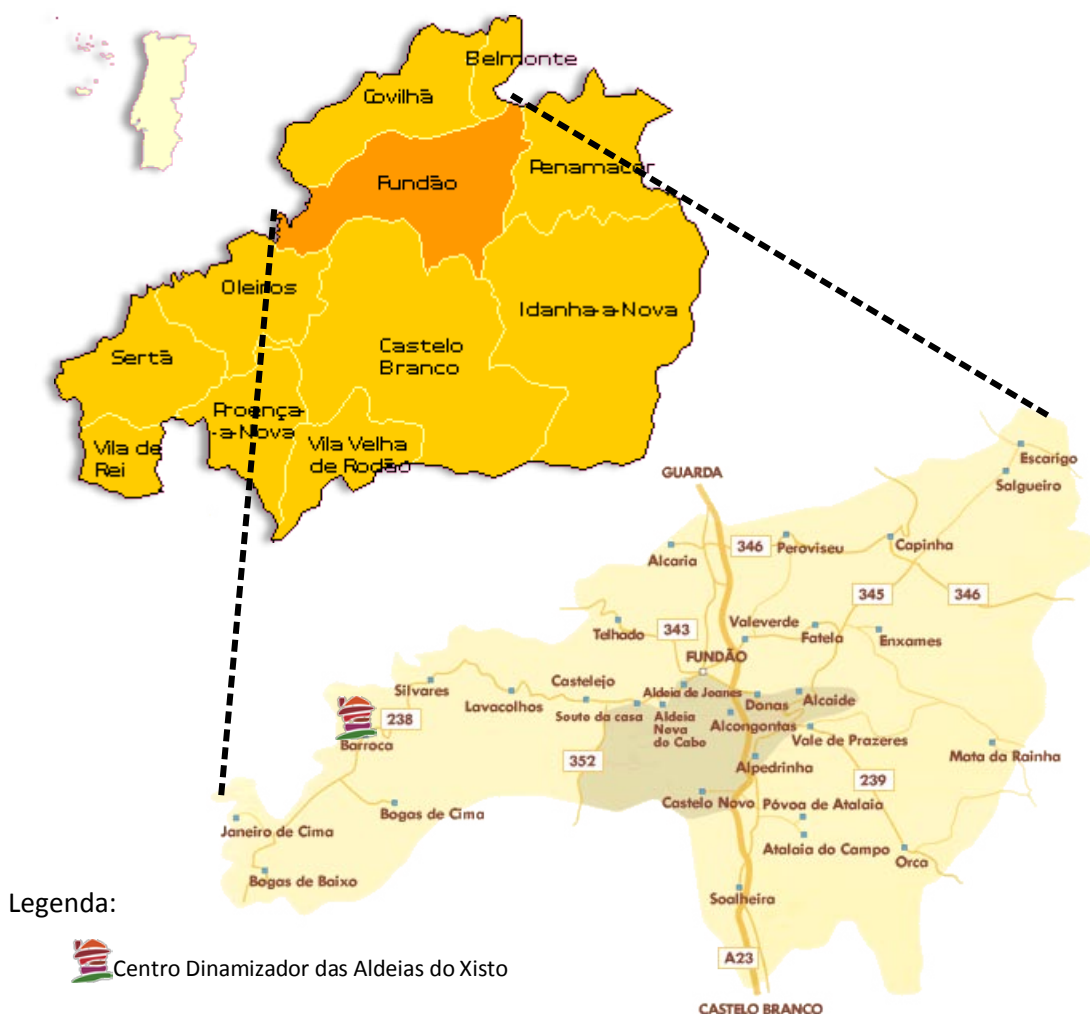 Belmonte
Covilhã
Penamacor
Fundão
Oleiros
Idanha-a-Nova
Sertã
Castelo
Branco
Proença-
-a-Nova
Vila de
Rei
Vila Velha
de Rodão
GUARDA
Escarigo
Salgueiro
346
Peroviseu
Capinha
Alcaria
345
346
Telhado
343
Valeverde
Fatela
Enxames
FUNDÃO
Silvares
Castelejo
Aldeia de Joanes
Alcaide
Lavacolhos
Donas
238
Souto da casa
Aldeia
Nova
do Cabo
Alcongontas
Barroca
Vale de Prazeres
Mata da Rainha
352
Alpedrinha
239
Castelo Novo
Póvoa de Atalaia
Bogas de Cima
Janeiro de Cima
Atalaia do Campo
Orca
Bogas de Baixo
Soalheira
Legenda:
A23
Centro Dinamizador das Aldeias do Xisto
CASTELO BRANCO